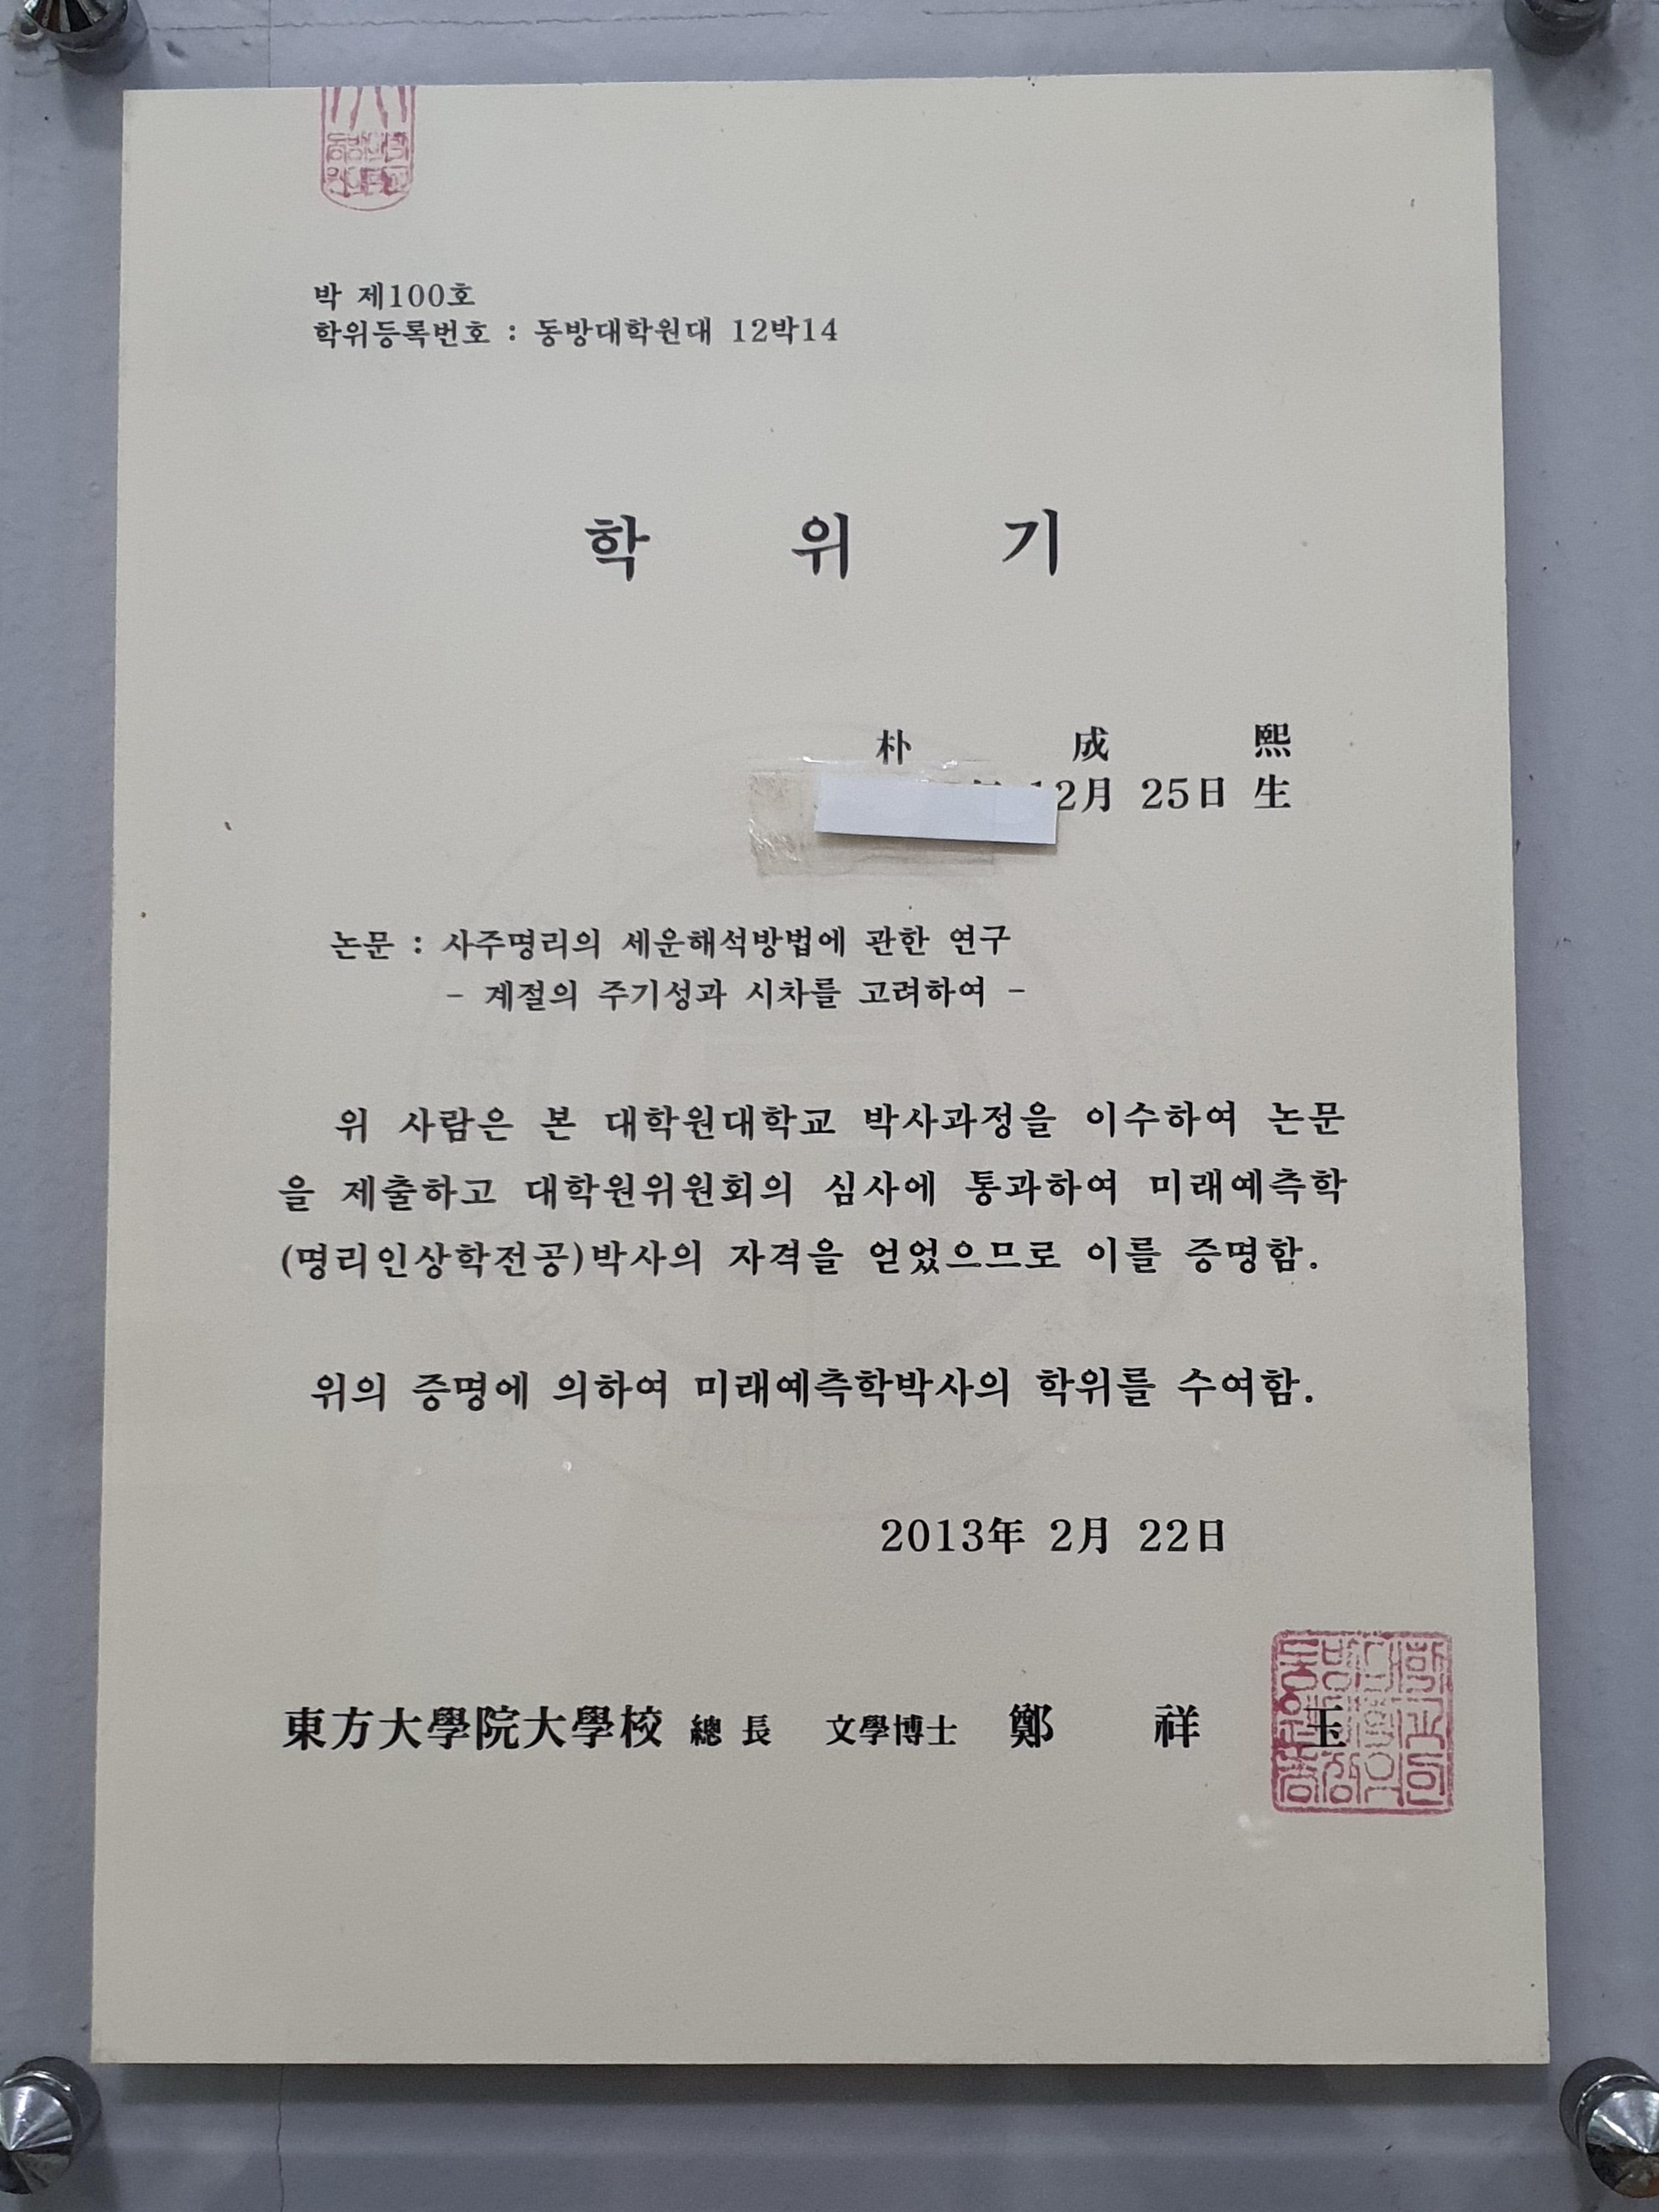 박 제100호
학위등록번호 : 동방대학원대 12박14
학 위 기
朴 成 熙
12月 25日 生
논문 : 사주명리의 세운해석방법에 관한 연구
- 계절의 주기성과 시차를 고려하여 -
위 사람은 본 대학원대학교 박사과정을 이수하여 논문
을 제출하고 대학원위원회의 심사에 통과하여 미래예측학
(명리인상학전공)박사의 자격을 얻었으므로 이를 증명함.
위의 증명에 의하여 미래예측학박사의 학위를 수여함.
2013年 2月 22日
東方大學院大學校 總長 文學博士 鄭 祥 玉